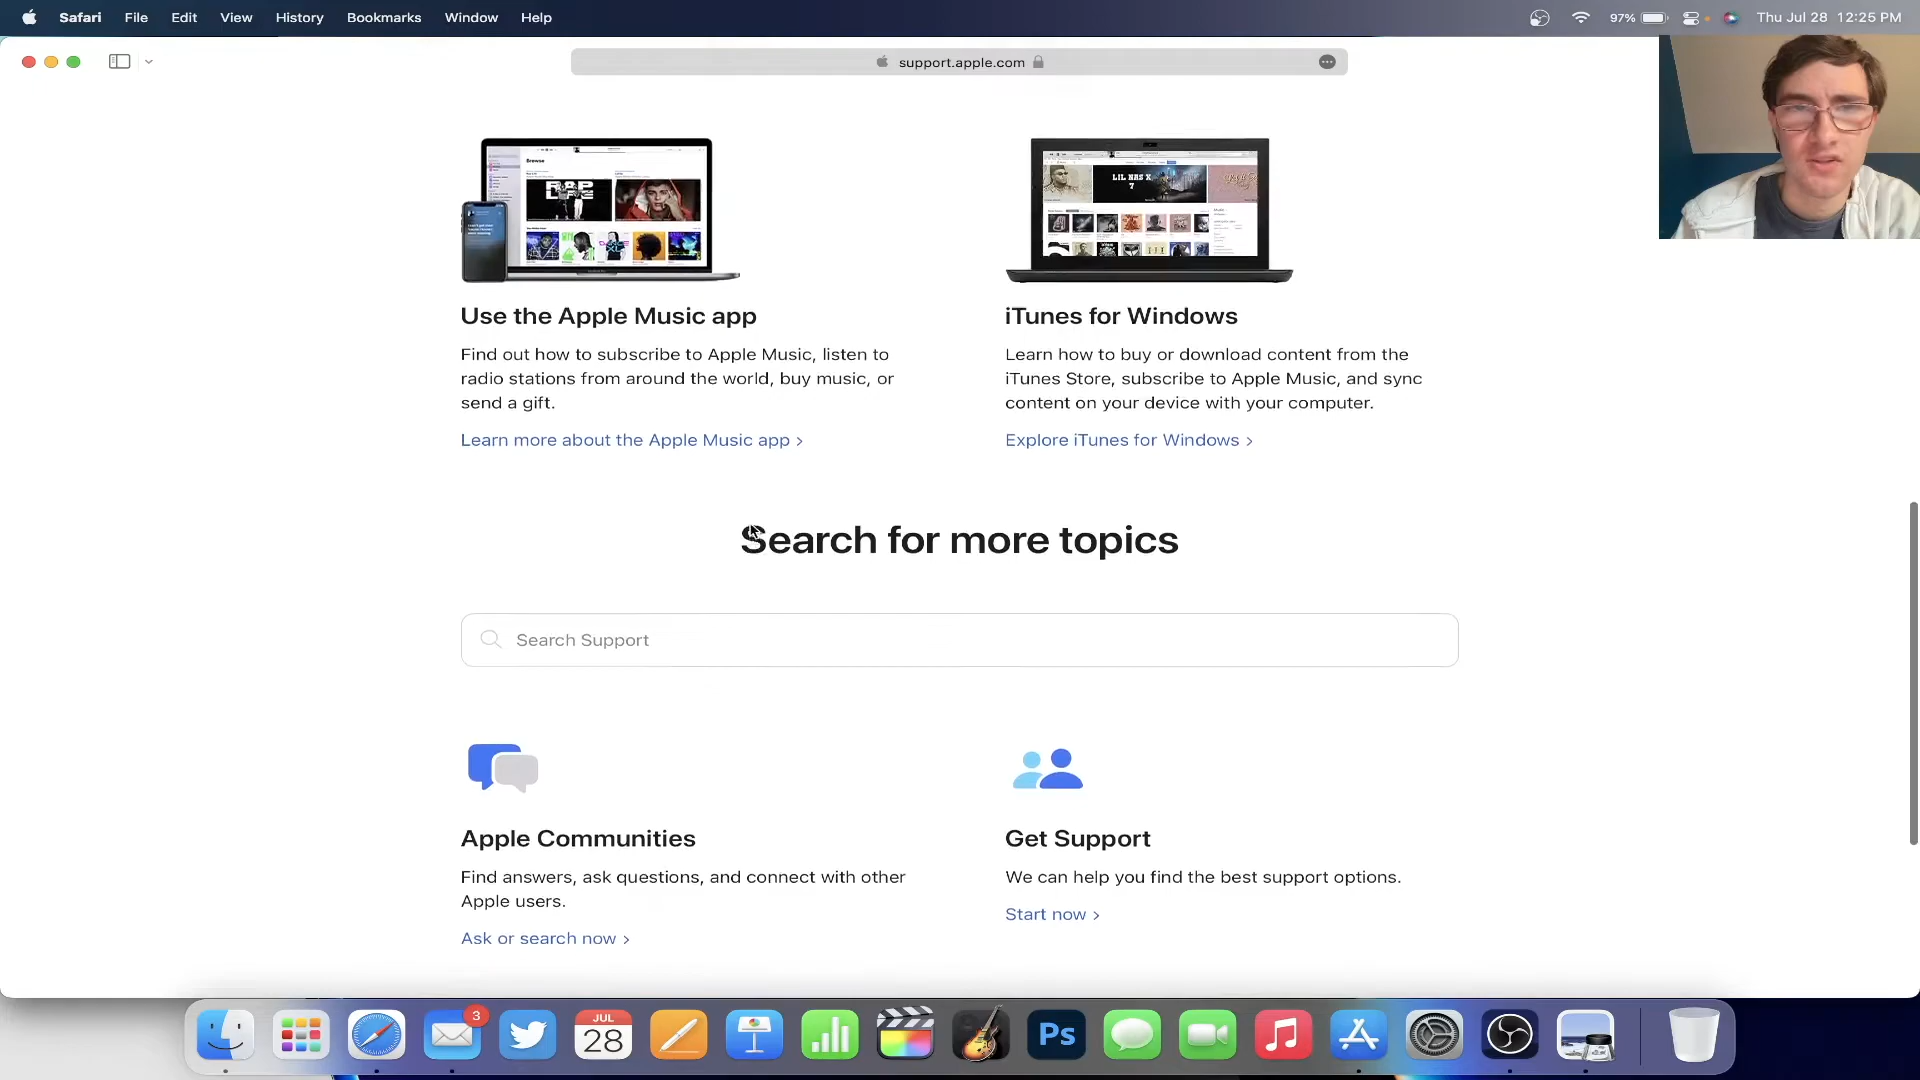 Safari File Edit View History Bookmarks Window Help 97% Thu Jul 28 12:25 PM
support.apple.com
Browse
LIL NAS X
7
Use the Apple Music app
Find out how to subscribe to Apple Music, listen to
radio stations from around the world, buy music, or
send a gift.
Learn more about the Apple Music app >
iTunes for Windows
Learn how to buy or download content from the
iTunes Store, subscribe to Apple Music, and sync
content on your device with your computer.
Explore iTunes for Windows >
Search for more topics
Search Support
Apple Communities
Find answers, ask questions, and connect with other
Apple users.
Ask or search now >
Get Support
We can help you find the best support options.
Start now >
3
JUL
28
Ps